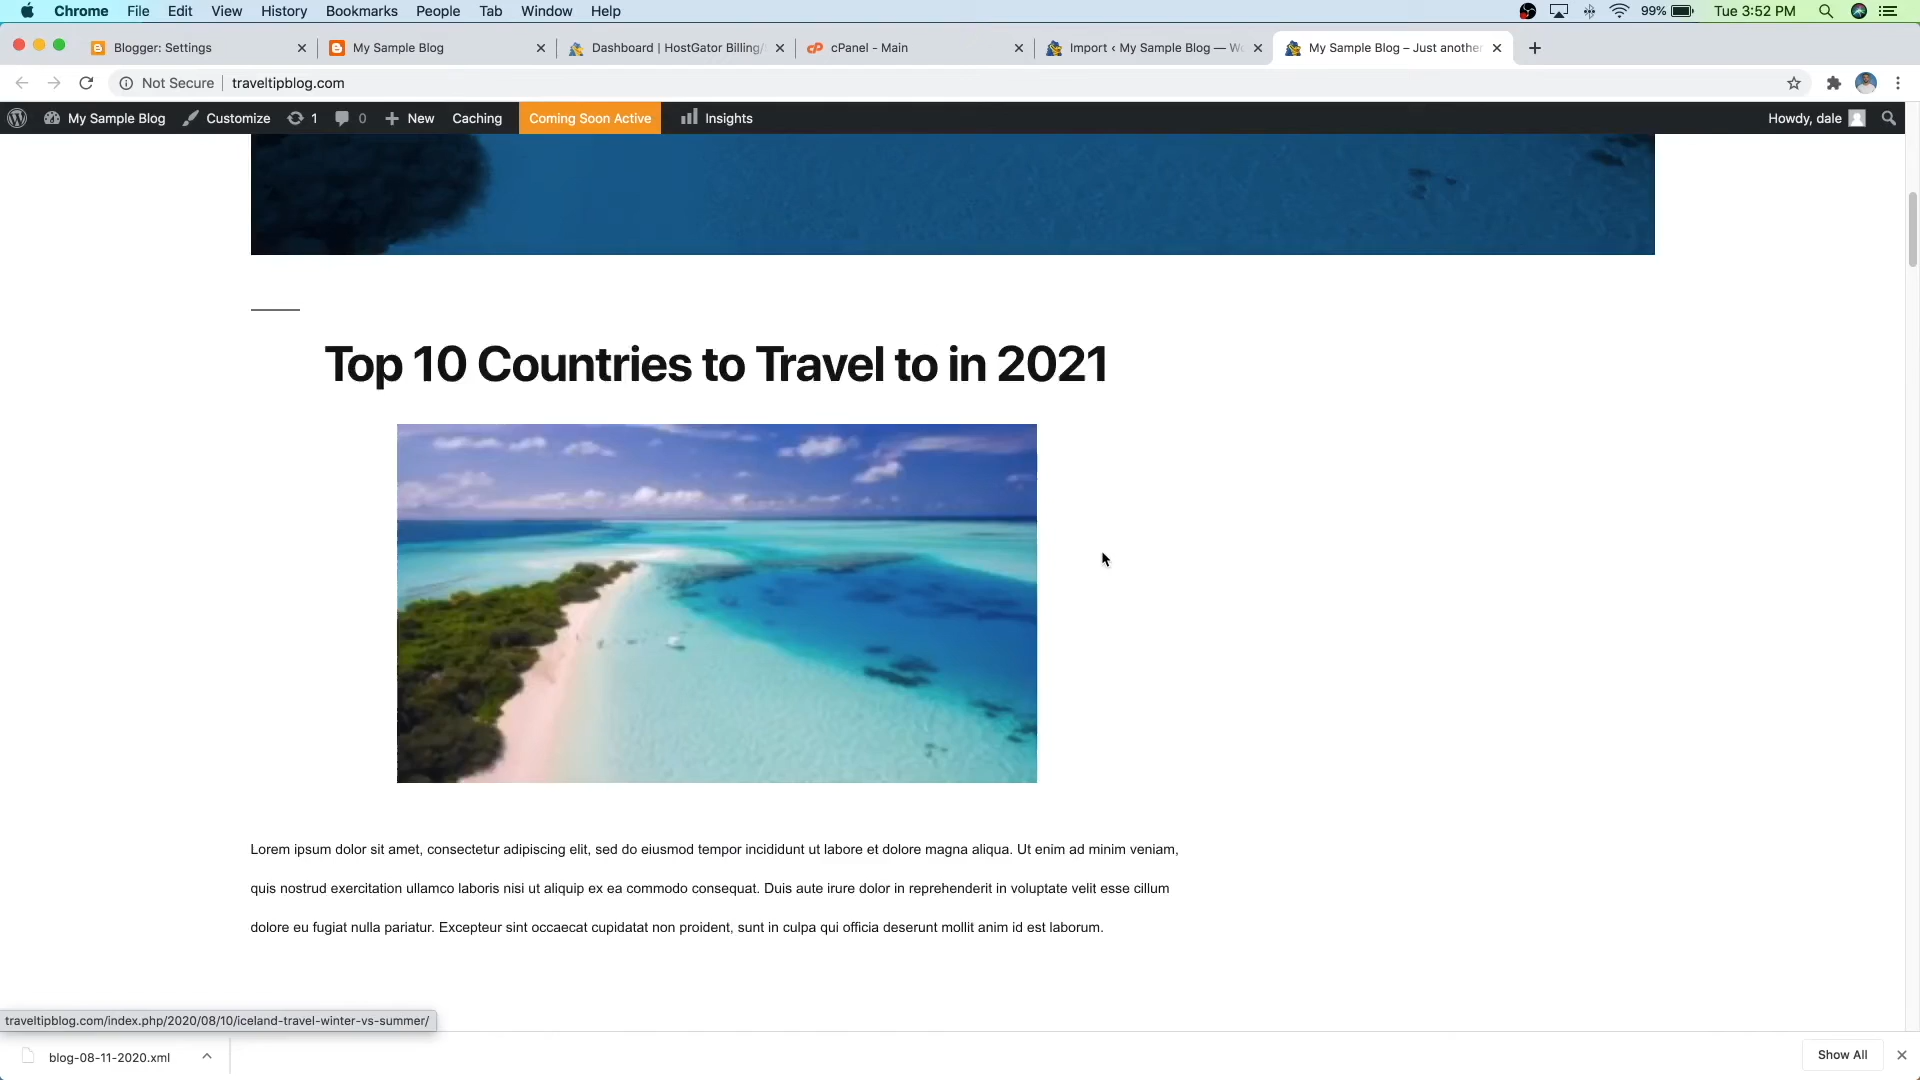 Chrome File Edit View History Bookmarks People Tab Window Help 99% Tue 3:52 PM
Blogger: Settings My Sample Blog Dashboard | HostGator Billing/ cPanel - Main Import ‹ My Sample Blog — Wo My Sample Blog – Just another
Not Secure traveltipblog.com
My Sample Blog Customize 1 0 New Caching Coming Soon Active Insights Howdy, dale
Top 10 Countries to Travel to in 2021
Lorem ipsum dolor sit amet, consectetur adipiscing elit, sed do eiusmod tempor incididunt ut labore et dolore magna aliqua. Ut enim ad minim veniam,
quis nostrud exercitation ullamco laboris nisi ut aliquip ex ea commodo consequat. Duis aute irure dolor in reprehenderit in voluptate velit esse cillum
dolore eu fugiat nulla pariatur. Excepteur sint occaecat cupidatat non proident, sunt in culpa qui officia deserunt mollit anim id est laborum.
traveltipblog.com/index.php/2020/08/10/iceland-travel-winter-vs-summer/
blog-08-11-2020.xml Show All